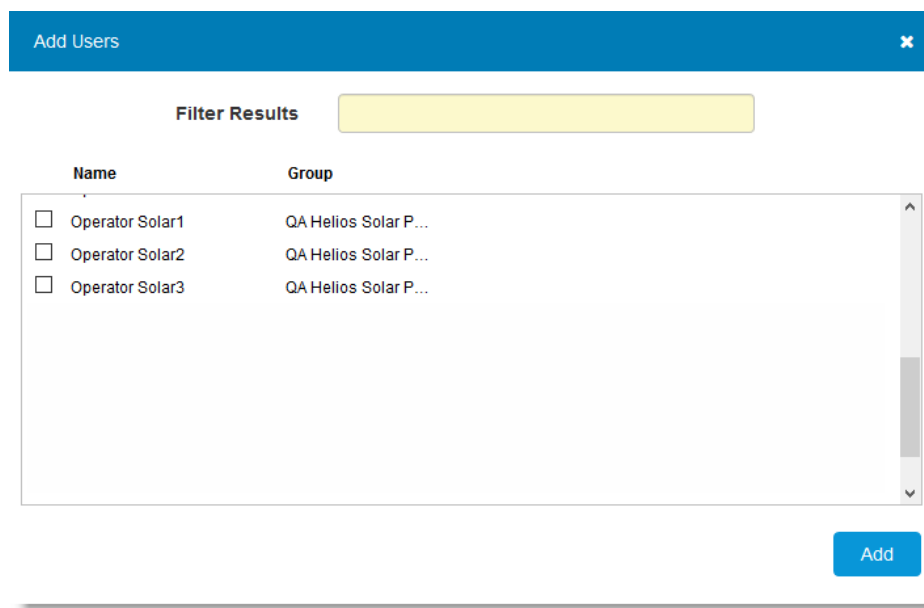 Add Users
Filter Results
Name Group
Operator Solar1 QA Helios Solar P...
Operator Solar2 QA Helios Solar P...
Operator Solar3 QA Helios Solar P...
Add